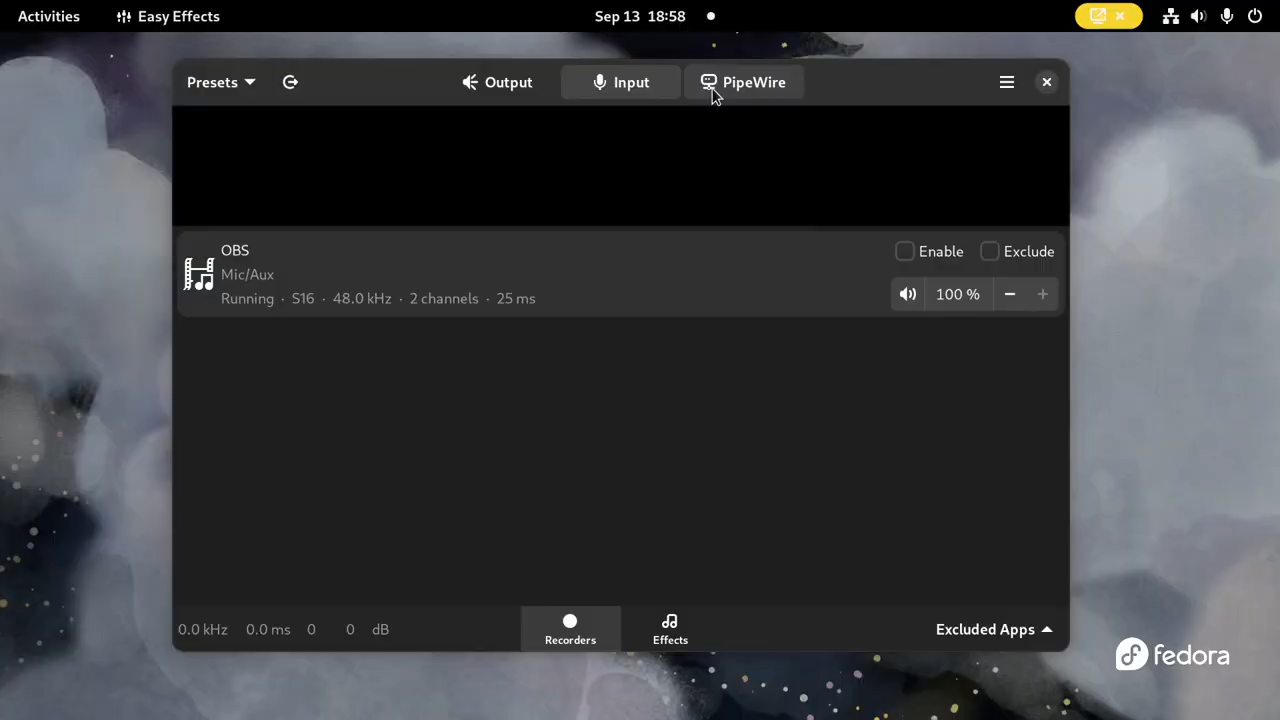 Activities Easy Effects Sep 13 18:58
Presets Output Input PipeWire
OBS
Enable Exclude
Mic/Aux
Running · S16 · 48.0 kHz · 2 channels · 25 ms
100 %
0.0 kHz 0.0 ms 0 0 dB
Recorders
Effects
Excluded Apps
fedora